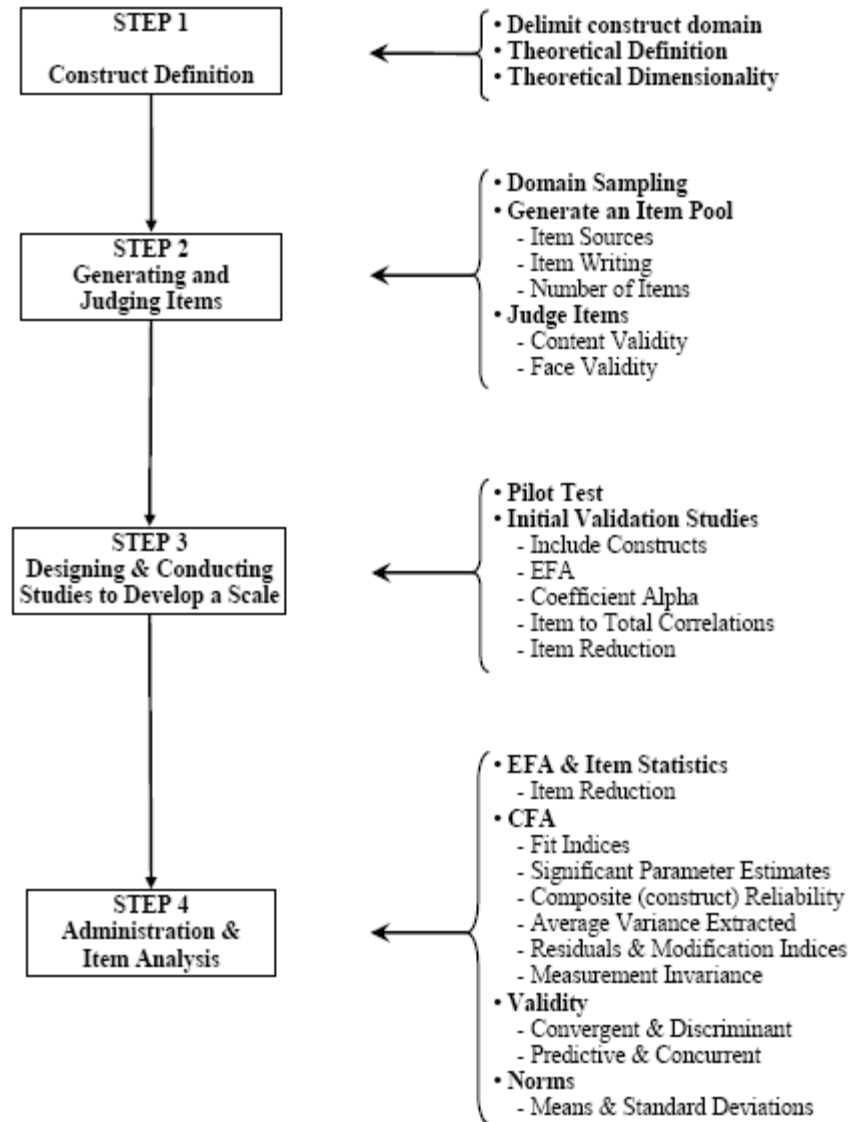 STEP 1
Construct Definition
• Delimit construct domain
• Theoretical Definition
• Theoretical Dimensionality
STEP 2
Generating and
Judging Items
• Domain Sampling
• Generate an Item Pool
- Item Sources
- Item Writing
- Number of Items
• Judge Items
- Content Validity
- Face Validity
STEP 3
Designing & Conducting
Studies to Develop a Scale
• Pilot Test
• Initial Validation Studies
- Include Constructs
- EFA
- Coefficient Alpha
- Item to Total Correlations
- Item Reduction
STEP 4
Administration &
Item Analysis
• EFA & Item Statistics
- Item Reduction
• CFA
- Fit Indices
- Significant Parameter Estimates
- Composite (construct) Reliability
- Average Variance Extracted
- Residuals & Modification Indices
- Measurement Invariance
• Validity
- Convergent & Discriminant
- Predictive & Concurrent
• Norms
- Means & Standard Deviations